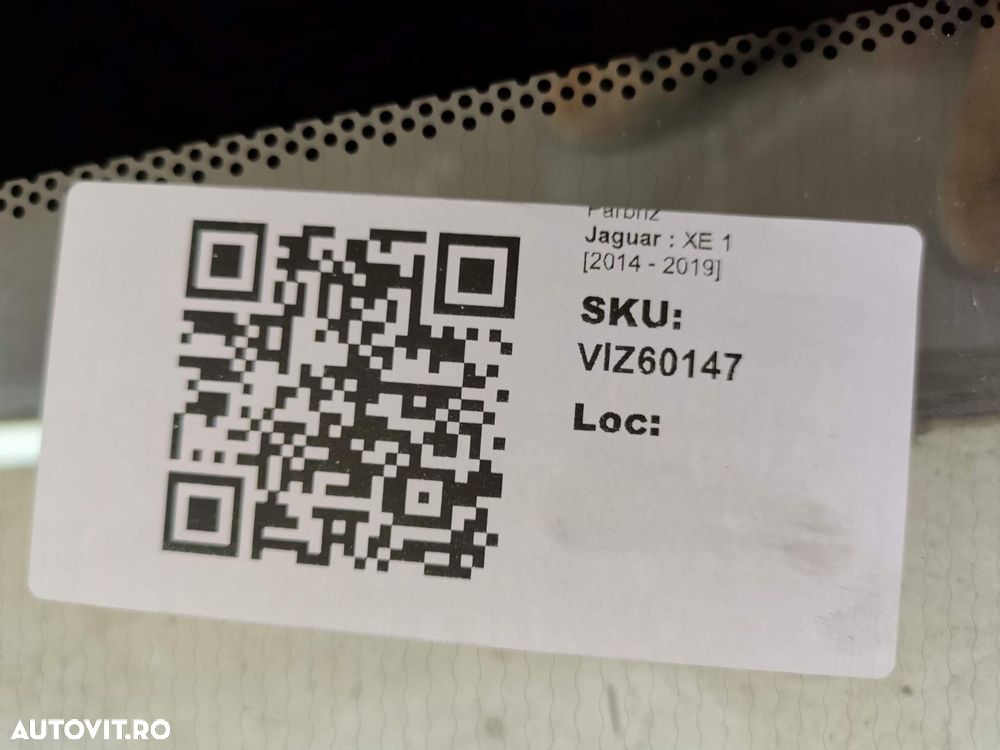 Parbriz
Jaguar : XE 1
[2014 - 2019]
SKU:
VIZ60147
Loc:
AUTOVIT.RO